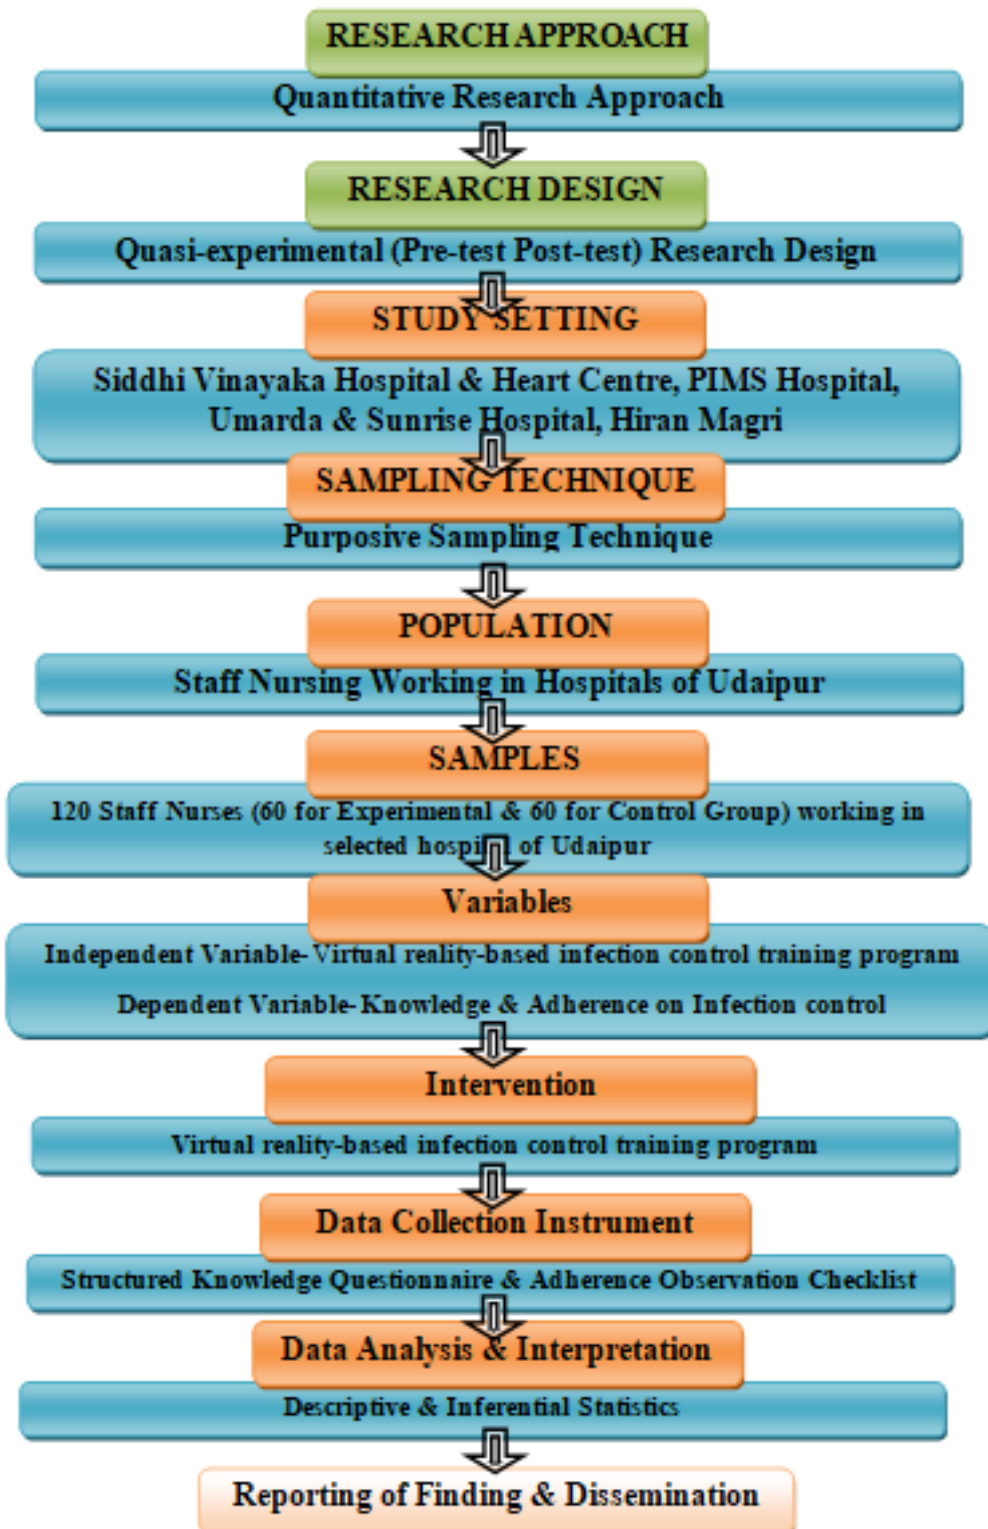 RESEARCH APPROACH
Quantitative Research Approach
RESEARCH DESIGN
Quasi-experimental (Pre-test Post-test) Research Design
STUDY SETTING
Siddhi Vinayaka Hospital & Heart Centre, PIMS Hospital,
Umarda & Sunrise Hospital, Hiran Magri
SAMPLING TECHNIQUE
Purposive Sampling Technique
POPULATION
Staff Nursing Working in Hospitals of Udaipur
SAMPLES
120 Staff Nurses (60 for Experimental & 60 for Control Group) working in
selected hospital of Udaipur
Variables
Independent Variable- Virtual reality-based infection control training program
Dependent Variable- Knowledge & Adherence on Infection control
Intervention
Virtual reality-based infection control training program
Data Collection Instrument
Structured Knowledge Questionnaire & Adherence Observation Checklist
Data Analysis & Interpretation
Descriptive & Inferential Statistics
Reporting of Finding & Dissemination